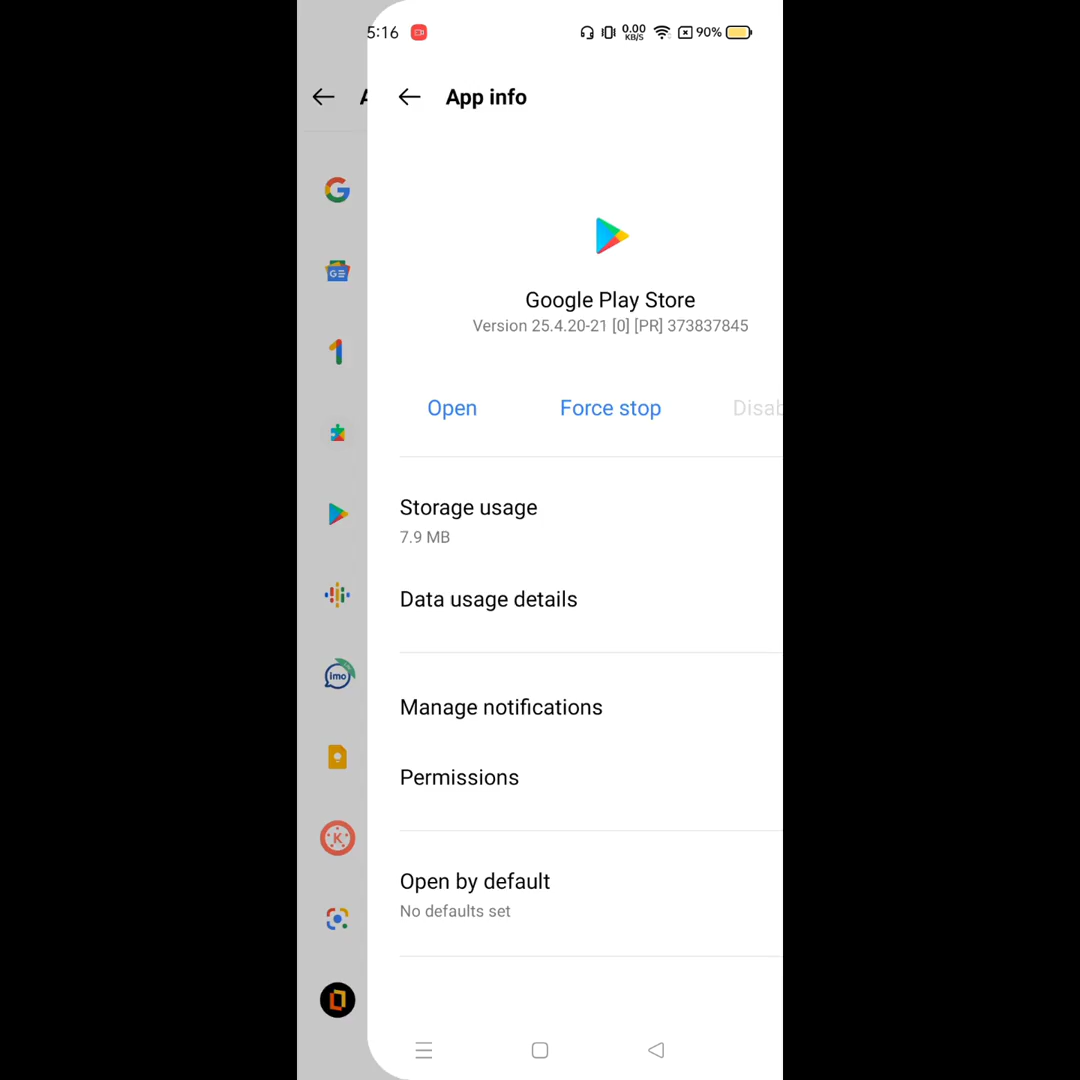 5:16 0.00 KB/S 90%
A App info
Google Play Store
Version 25.4.20-21 [0] [PR] 373837845
Open Force stop Disab
Storage usage
7.9 MB
Data usage details
Manage notifications
imo
Permissions
K
Open by default
No defaults set